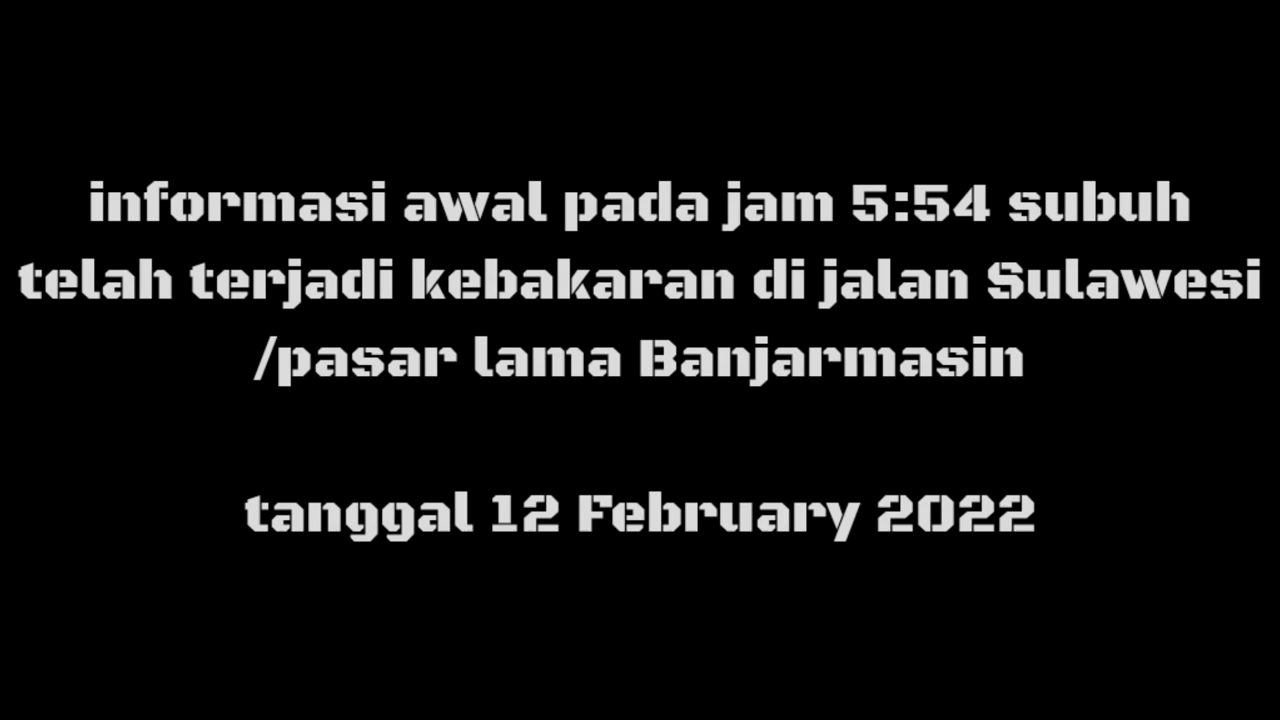 informasi awal pada jam 5:54 subuh
telah terjadi kebakaran di jalan Sulawesi
/pasar lama Banjarmasin
tanggal 12 February 2022